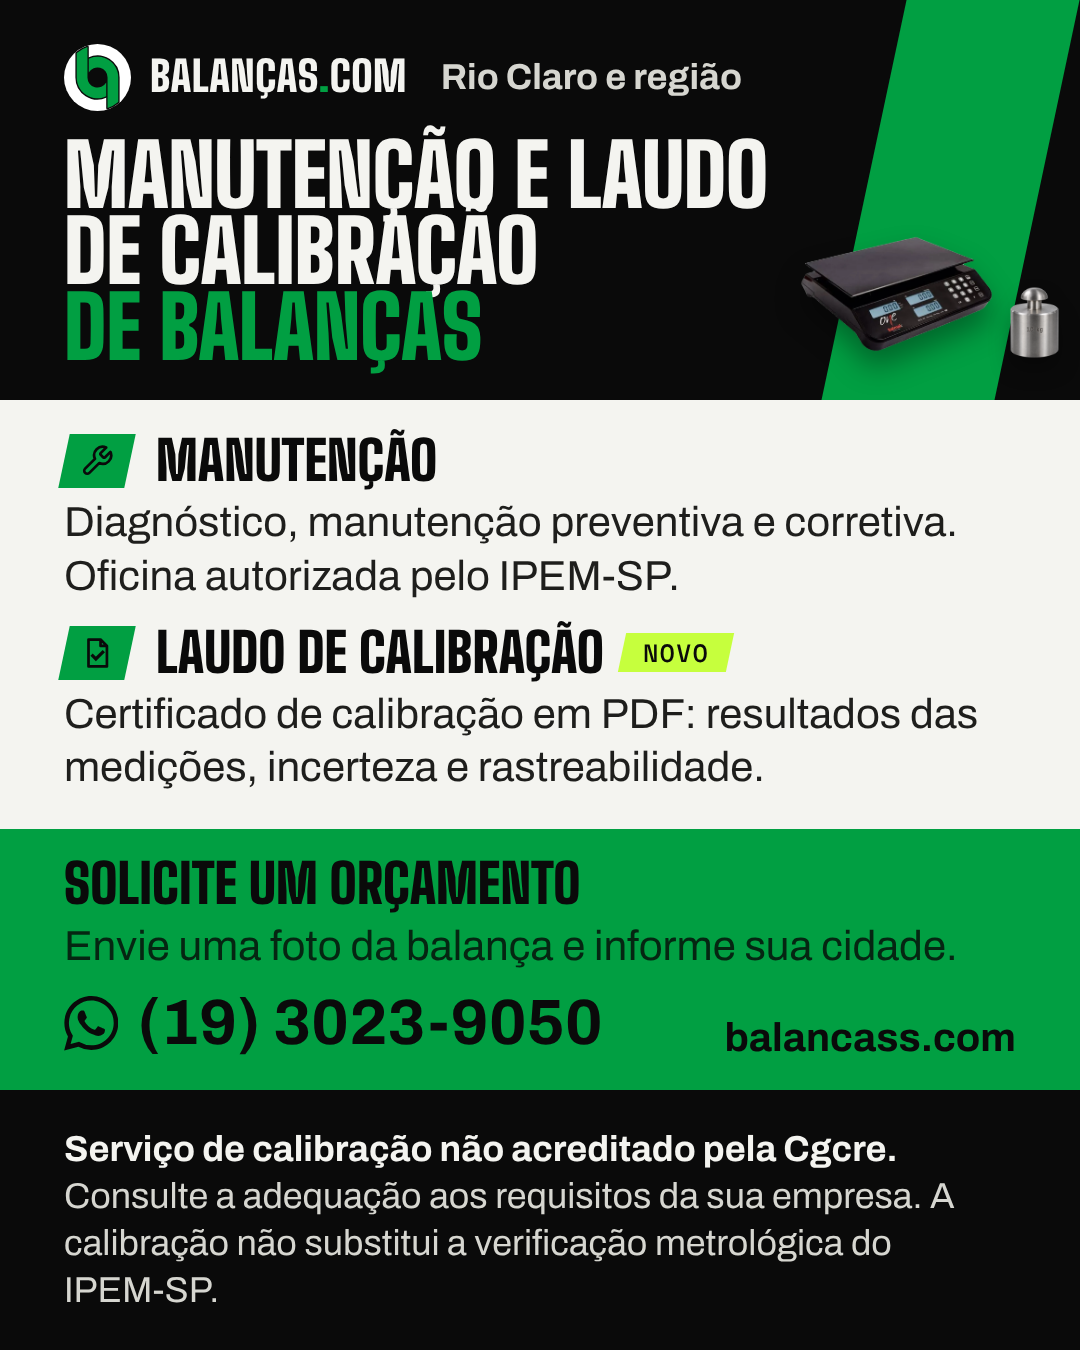 BALANÇAS.COM Rio Claro e região
MANUTENÇÃO E LAUDO
DE CALIBRAÇÃO
DE BALANÇAS
MANUTENÇÃO
Diagnóstico, manutenção preventiva e corretiva.
Oficina autorizada pelo IPEM-SP.
LAUDO DE CALIBRAÇÃO NOVO
Certificado de calibração em PDF: resultados das
medições, incerteza e rastreabilidade.
SOLICITE UM ORÇAMENTO
Envie uma foto da balança e informe sua cidade.
(19) 3023-9050
balancass.com
Serviço de calibração não acreditado pela Cgcre.
Consulte a adequação aos requisitos da sua empresa. A
calibração não substitui a verificação metrológica do
IPEM-SP.